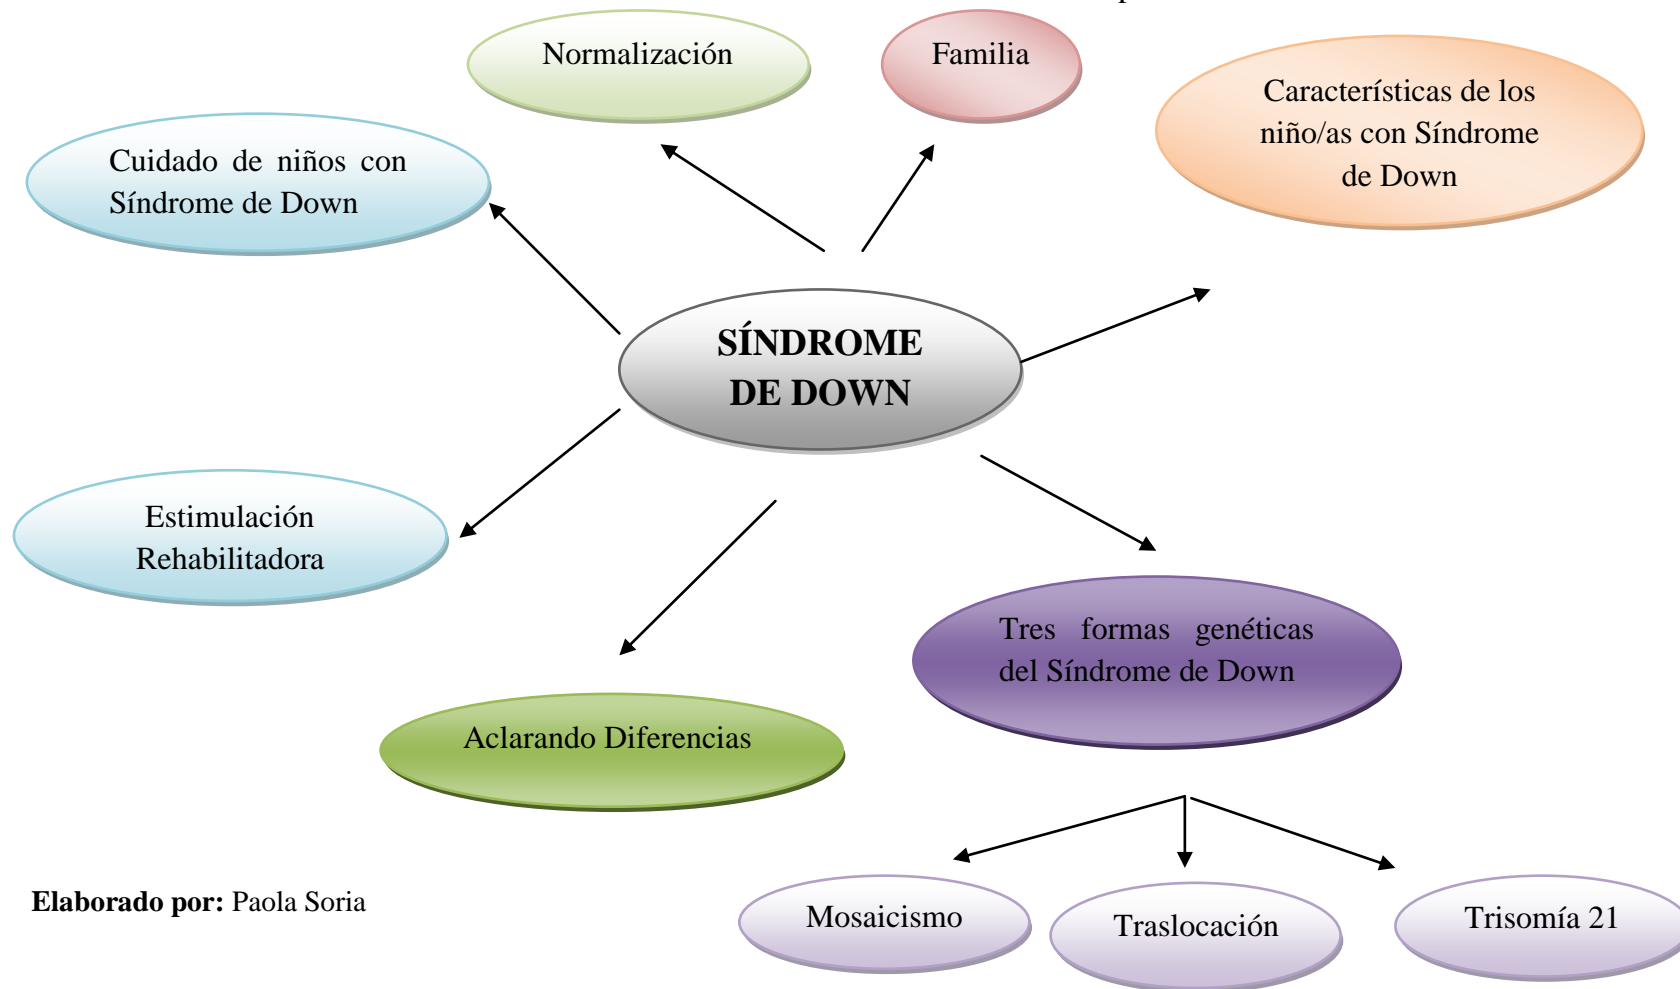 Normalización
Familia
Características de los
niño/as con Síndrome
de Down
Cuidado de niños con
Síndrome de Down
SÍNDROME
DE DOWN
Estimulación
Rehabilitadora
Tres formas genéticas
del Síndrome de Down
Aclarando Diferencias
Elaborado por: Paola Soria
Mosaicismo
Traslocación
Trisomía 21